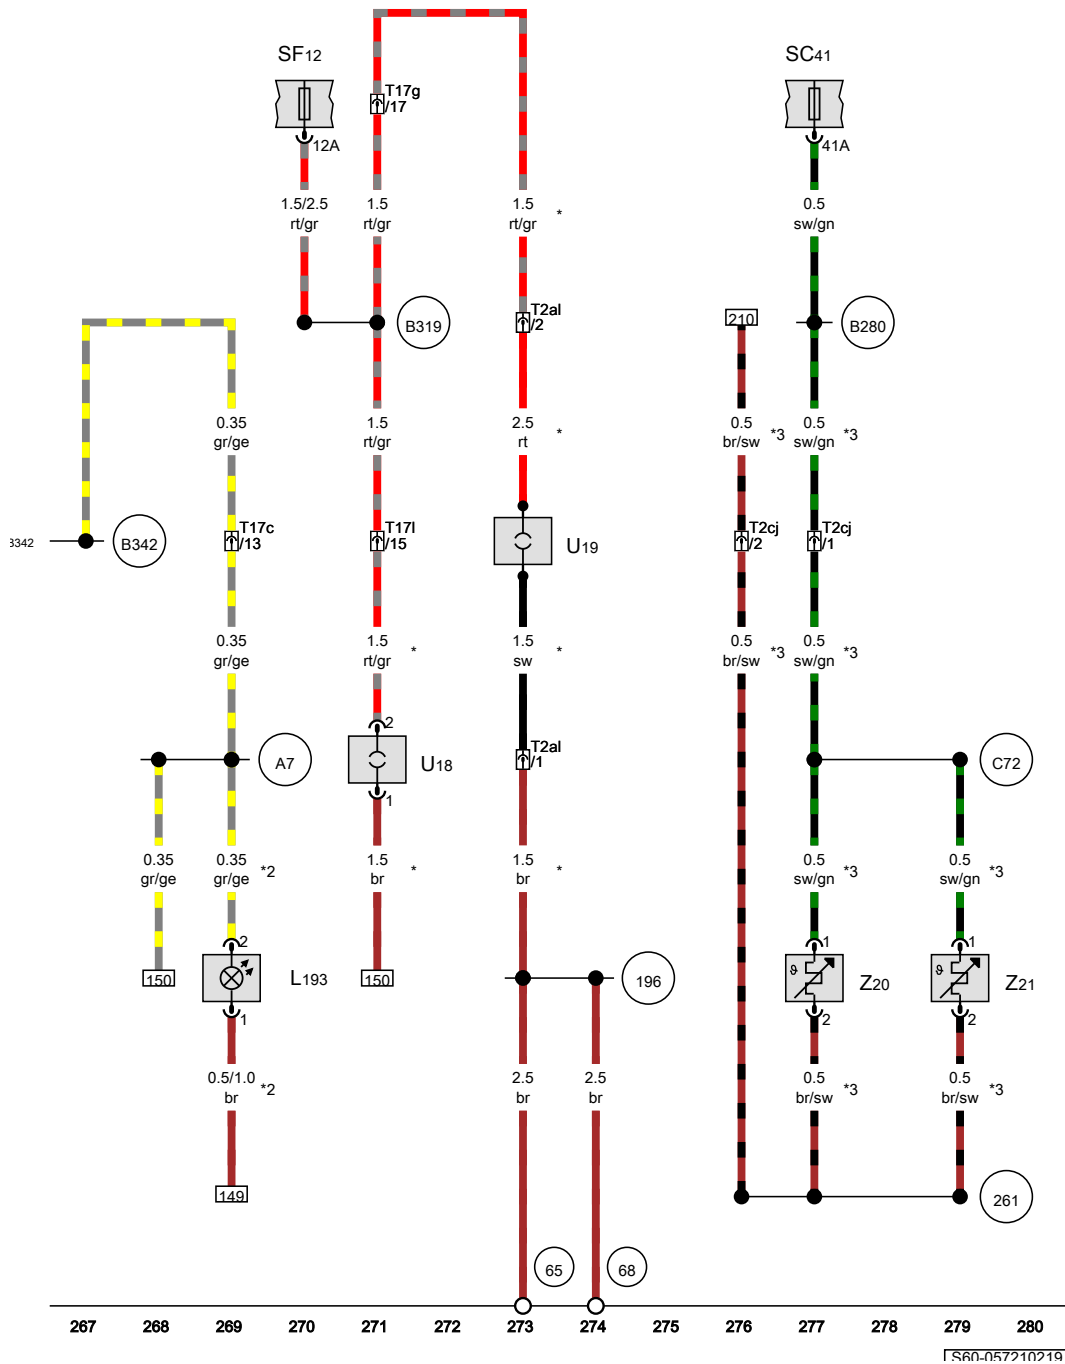 SF12
SC41
T17g
/17
12A
41A
1.5/2.5
rt/gr
1.5
rt/gr
1.5
rt/gr
*
0.5
sw/gn
T2al
/2
210
B319
B280
0.35
gr/ge
1.5
rt/gr
2.5
rt
*
0.5
br/sw
*3
0.5
sw/gn
*3
B342
B342
T17c
/13
T17l
/15
U19
T2cj
/2
T2cj
/1
0.35
gr/ge
1.5
rt/gr
*
1.5
sw
*
0.5
br/sw
*3
0.5
sw/gn
*3
2
A7
U18
T2al
/1
C72
1
0.35
gr/ge
0.35
gr/ge
*2
1.5
br
*
1.5
br
*
0.5
sw/gn
*3
0.5
sw/gn
*3
2
1
1
150
L193
150
196
ϑ
Z20
ϑ
Z21
1
2
2
0.5/1.0
br
*2
2.5
br
2.5
br
0.5
br/sw
*3
0.5
br/sw
*3
149
261
65
68
267 268 269 270 271 272 273 274 275 276 277 278 279 280
S60-057210219